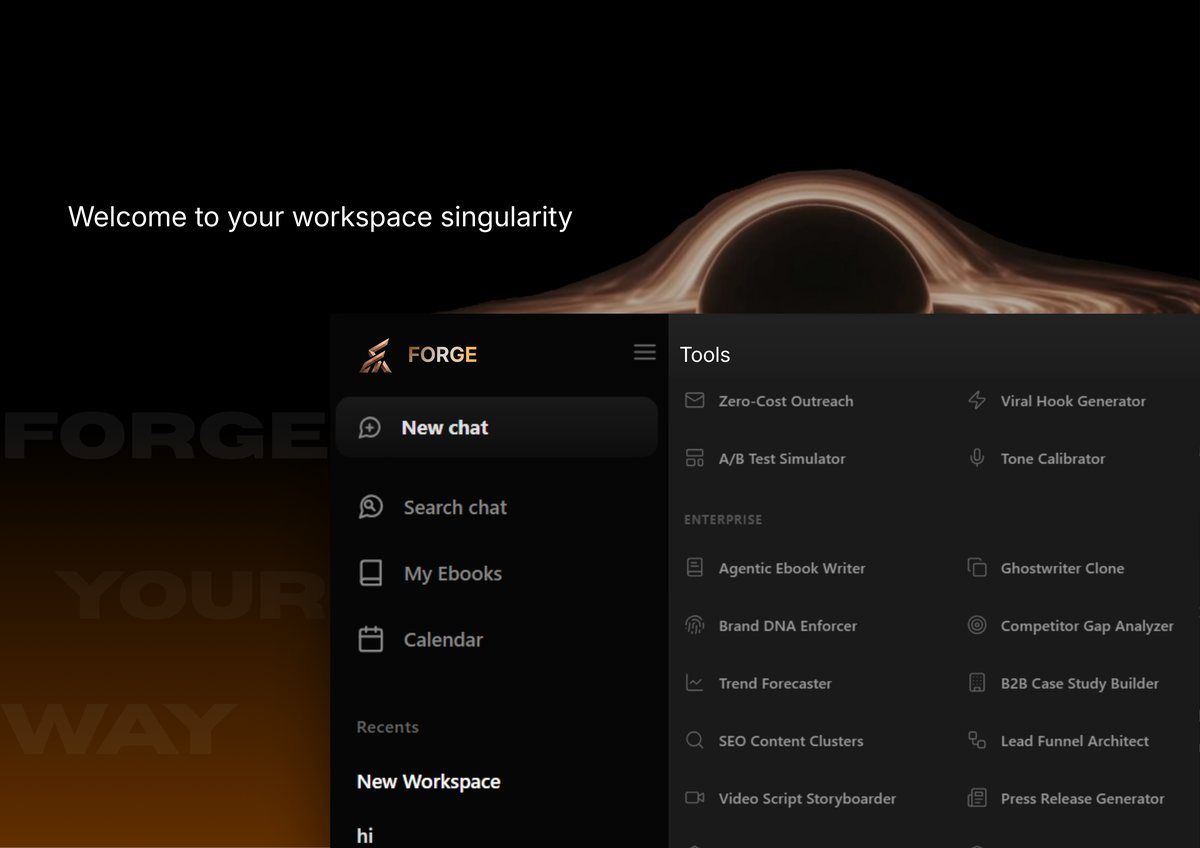 Welcome to your workspace singularity
FORGE
YOUR
WAY
FORGE
New chat
Search chat
My Ebooks
Calendar
Recents
New Workspace
hi
Tools
Zero-Cost Outreach
Viral Hook Generator
A/B Test Simulator
Tone Calibrator
ENTERPRISE
Agentic Ebook Writer
Ghostwriter Clone
Brand DNA Enforcer
Competitor Gap Analyzer
Trend Forecaster
B2B Case Study Builder
SEO Content Clusters
Lead Funnel Architect
Video Script Storyboarder
Press Release Generator